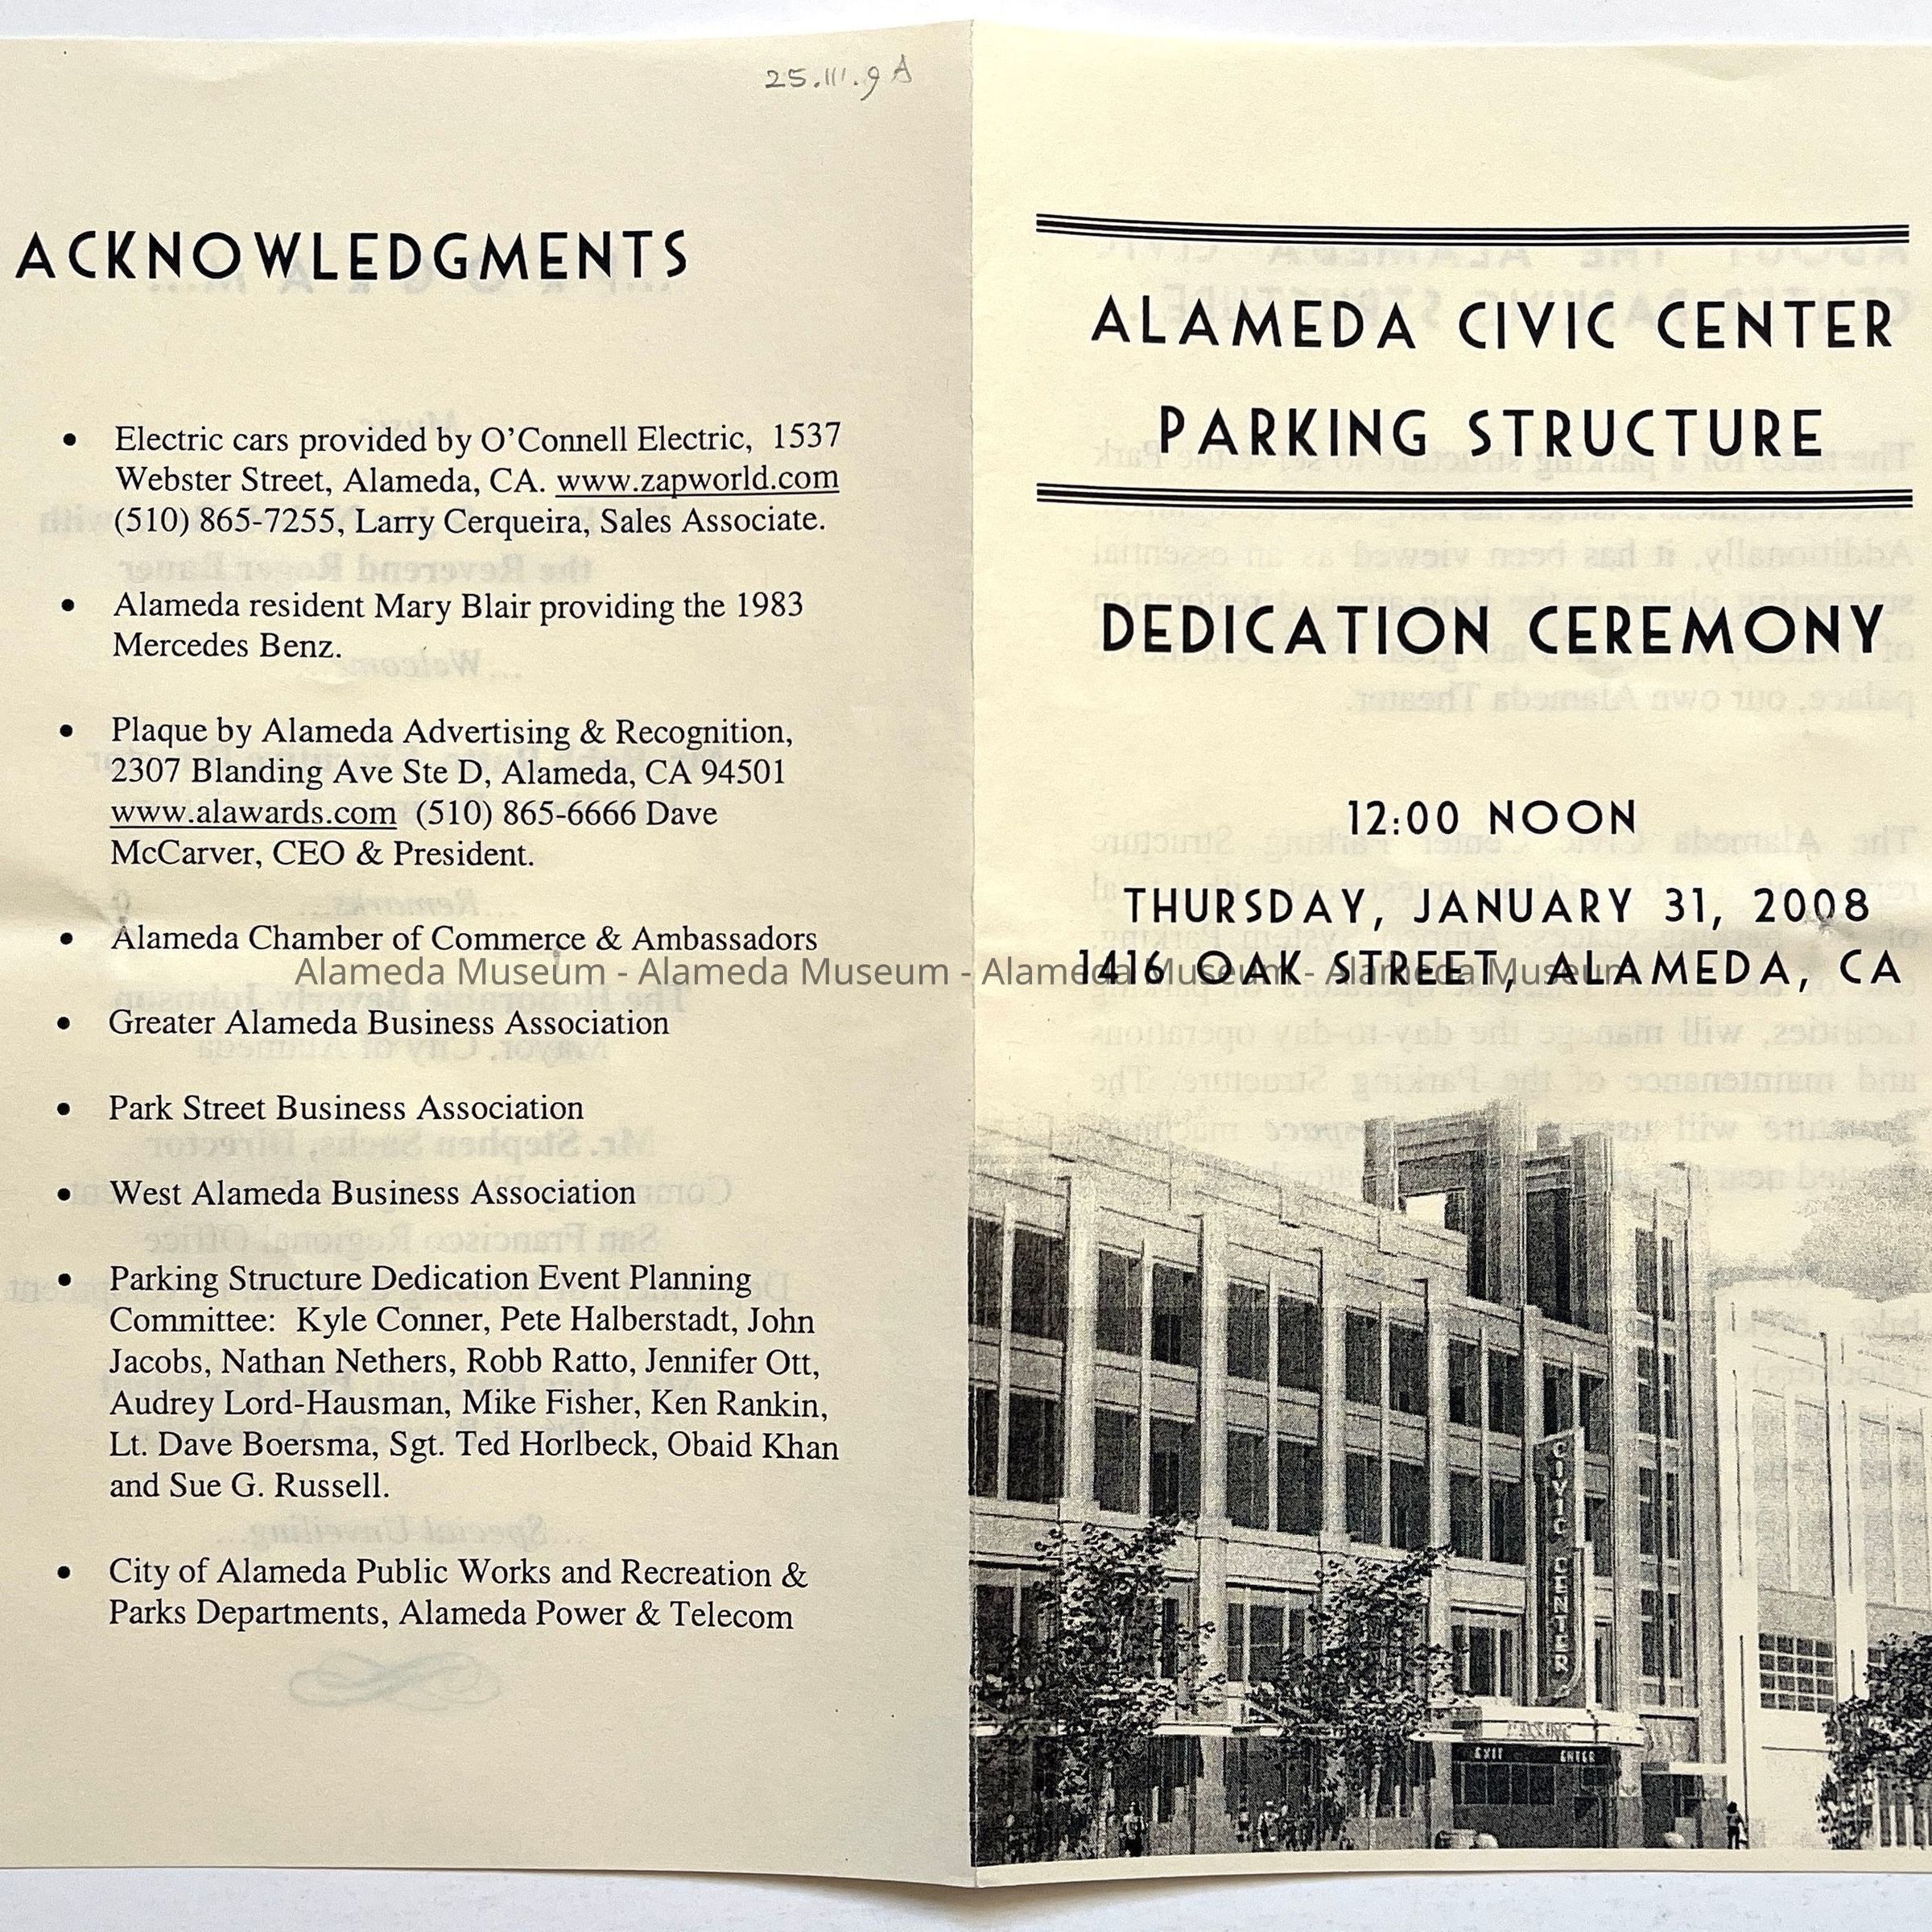 25.III.9 A
ACKNOWLEDGMENTS
• Electric cars provided by O'Connell Electric, 1537
Webster Street, Alameda, CA. www.zapworld.com
(510) 865-7255, Larry Cerqueira, Sales Associate.
• Alameda resident Mary Blair providing the 1983
Mercedes Benz.
• Plaque by Alameda Advertising & Recognition,
2307 Blanding Ave Ste D, Alameda, CA 94501
www.alawards.com (510) 865-6666 Dave
McCarver, CEO & President.
• Alameda Chamber of Commerce & Ambassadors
• Greater Alameda Business Association
• Park Street Business Association
• West Alameda Business Association
• Parking Structure Dedication Event Planning
Committee: Kyle Conner, Pete Halberstadt, John
Jacobs, Nathan Nethers, Robb Ratto, Jennifer Ott,
Audrey Lord-Hausman, Mike Fisher, Ken Rankin,
Lt. Dave Boersma, Sgt. Ted Horlbeck, Obaid Khan
and Sue G. Russell.
• City of Alameda Public Works and Recreation &
Parks Departments, Alameda Power & Telecom
ALAMEDA CIVIC CENTER
PARKING STRUCTURE
DEDICATION CEREMONY
12:00 NOON
THURSDAY, JANUARY 31, 2008
1416 OAK STREET, ALAMEDA, CA
Alameda Museum - Alameda Museum - Alameda Museum - Alameda Museum
CIVIC CENTER
PARKING
EXIT ENTER